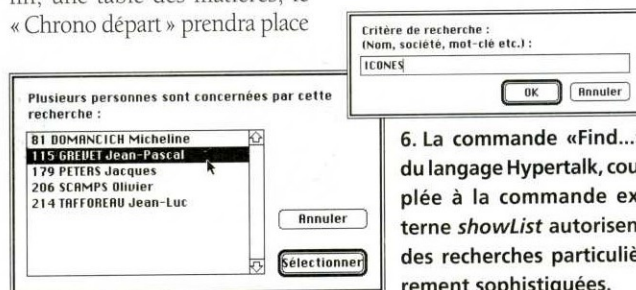 fin, une table des matières, le
« Chrono départ » prendra place
Critère de recherche :
(Nom, société, mot-clé etc.) :
ICONES
OK
Annuler
Plusieurs personnes sont concernées par cette
recherche :
81 DOMANCICH Micheline
115 GREVET Jean-Pascal
179 PETERS Jacques
206 SCAMPS Olivier
214 TAFFOREAU Jean-Luc
Annuler
Sélectionner
6. La commande «Find...
du langage Hypertalk, cou
plée à la commande ex
terne showList autorisen
des recherches particuliè
rement sophistiquées.